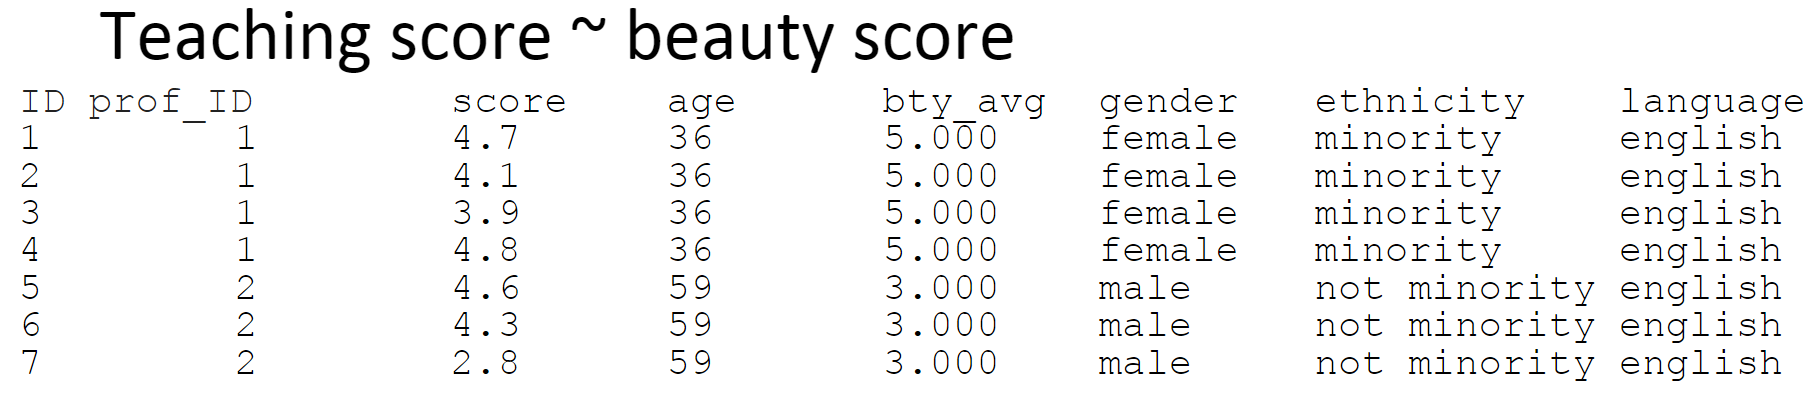 Teaching score ~ beauty score
ID prof_ID score age bty_avg gender ethnicity language
1 1 4.7 36 5.000 female minority english
2 1 4.1 36 5.000 female minority english
3 1 3.9 36 5.000 female minority english
4 1 4.8 36 5.000 female minority english
5 2 4.6 59 3.000 male not minority english
6 2 4.3 59 3.000 male not minority english
7 2 2.8 59 3.000 male not minority english